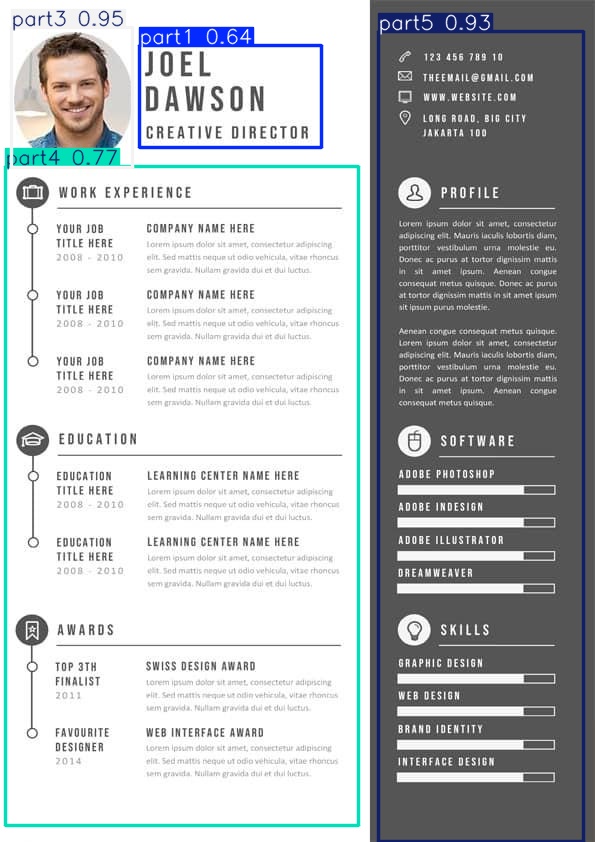 part3 0.95
part1 0.64
JOEL
DAWSON
CREATIVE DIRECTOR
part4 0.77
WORK EXPERIENCE
YOUR JOB
TITLE HERE
2008 - 2010
COMPANY NAME HERE
Lorem ipsum dolor sit amet, consectetur adipiscing
elit. Sed mattis neque ut odio vehicula, vitae cursus
sem gravida. Nullam gravida dui et dui luctus.
YOUR JOB
TITLE HERE
2008 - 2010
COMPANY NAME HERE
Lorem ipsum dolor sit amet, consectetur adipiscing
elit. Sed mattis neque ut odio vehicula, vitae cursus
sem gravida. Nullam gravida dui et dui luctus.
YOUR JOB
TITLE HERE
2008 - 2010
COMPANY NAME HERE
Lorem ipsum dolor sit amet, consectetur adipiscing
elit. Sed mattis neque ut odio vehicula, vitae cursus
sem gravida. Nullam gravida dui et dui luctus.
EDUCATION
EDUCATION
TITLE HERE
2008 - 2010
LEARNING CENTER NAME HERE
Lorem ipsum dolor sit amet, consectetur adipiscing
elit. Sed mattis neque ut odio vehicula, vitae cursus
sem gravida. Nullam gravida dui et dui luctus.
EDUCATION
TITLE HERE
2008 - 2010
LEARNING CENTER NAME HERE
Lorem ipsum dolor sit amet, consectetur adipiscing
elit. Sed mattis neque ut odio vehicula, vitae cursus
sem gravida. Nullam gravida dui et dui luctus.
AWARDS
TOP 3TH
FINALIST
2011
SWISS DESIGN AWARD
Lorem ipsum dolor sit amet, consectetur adipiscing
elit. Sed mattis neque ut odio vehicula, vitae cursus
sem gravida. Nullam gravida dui et dui luctus.
FAVOURITE
DESIGNER
2014
WEB INTERFACE AWARD
Lorem ipsum dolor sit amet, consectetur adipiscing
elit. Sed mattis neque ut odio vehicula, vitae cursus
sem gravida. Nullam gravida dui et dui luctus.
part5 0.93
123 456 789 10
THEEMAIL@GMAIL.COM
WWW.WEBSITE.COM
LONG ROAD, BIG CITY
JAKARTA 100
PROFILE
Lorem ipsum dolor sit amet, consectetur
adipiscing elit. Mauris iaculis lobortis diam,
porttitor vestibulum urna molestie eu.
Donec ac purus at tortor dignissim mattis
in sit amet ipsum. Aenean congue
consequat metus quisque. Mauris et purus
at tortor dignissim mattis in sit amet ipsum
sit ipsum purus molestie.
Aenean congue consequat metus quisque.
Lorem ipsum dolor sit amet, consectetur
adipiscing elit. Mauris iaculis lobortis diam,
porttitor vestibulum urna molestie eu.
Donec ac purus at tortor dignissim mattis
in sit amet ipsum. Aenean congue
consequat metus quisque.
SOFTWARE
ADOBE PHOTOSHOP
ADOBE INDESIGN
ADOBE ILLUSTRATOR
DREAMWEAVER
SKILLS
GRAPHIC DESIGN
WEB DESIGN
BRAND IDENTITY
INTERFACE DESIGN